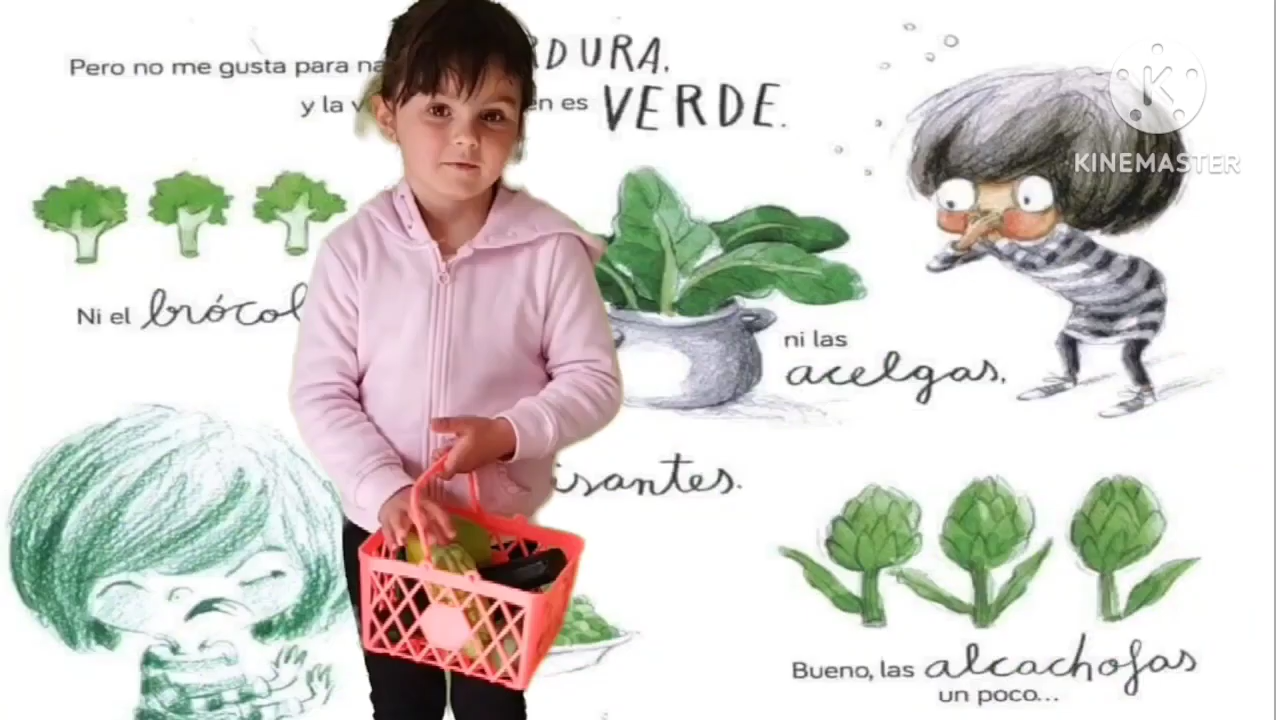 Pero no me gusta para na DURA,
y la v en es VERDE.
K
KINEMASTER
Ni el brócol
ni las
acelgas,
isantes.
Bueno, las alcachofas
un poco...